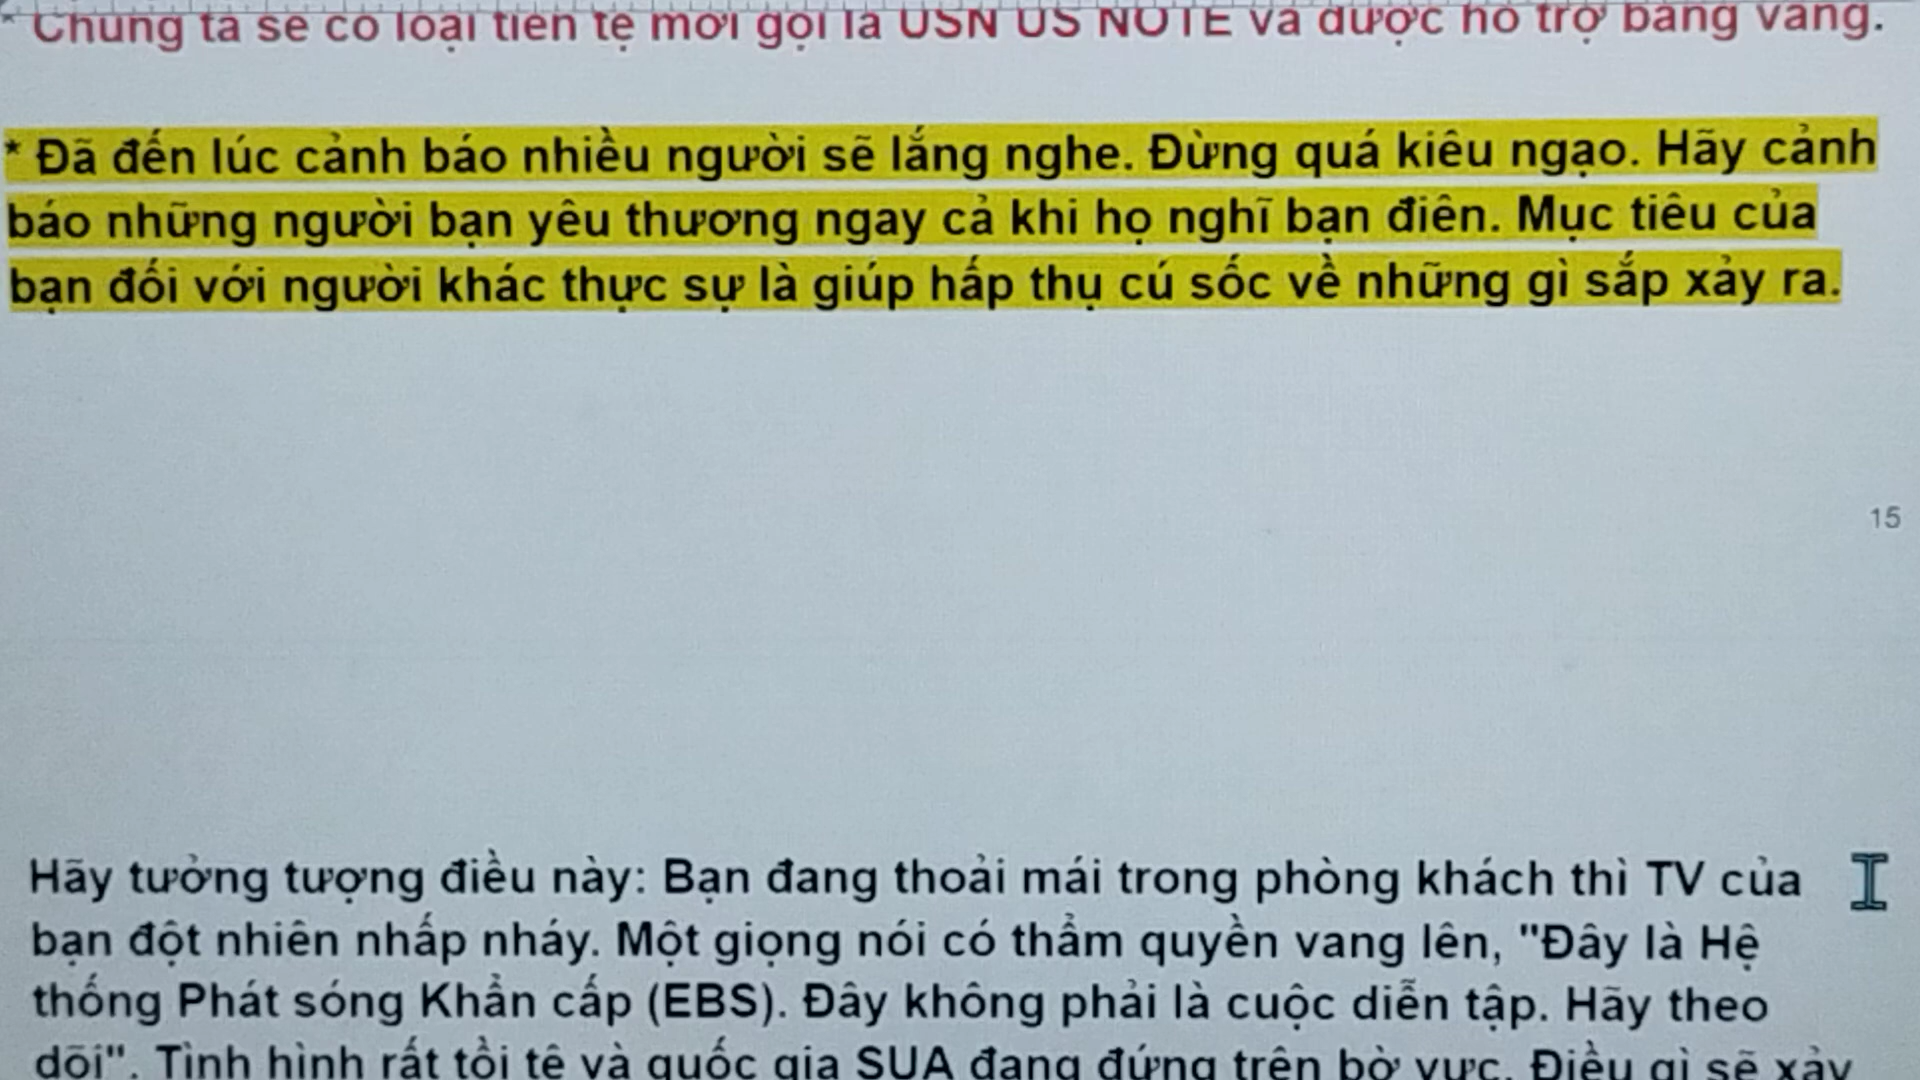 * Chúng ta sẽ có loại tiền tệ mới gọi là USN US NOTE và được hỗ trợ bằng vàng.
* Đã đến lúc cảnh báo nhiều người sẽ lắng nghe. Đừng quá kiêu ngạo. Hãy cảnh
báo những người bạn yêu thương ngay cả khi họ nghĩ bạn điên. Mục tiêu của
bạn đối với người khác thực sự là giúp hấp thụ cú sốc về những gì sắp xảy ra.
15
Hãy tưởng tượng điều này: Bạn đang thoải mái trong phòng khách thì TV của
bạn đột nhiên nhấp nháy. Một giọng nói có thẩm quyền vang lên, "Đây là Hệ
thống Phát sóng Khẩn cấp (EBS). Đây không phải là cuộc diễn tập. Hãy theo
dõi". Tình hình rất tồi tệ và quốc gia SUA đang đứng trên bờ vực. Điều gì sẽ xảy